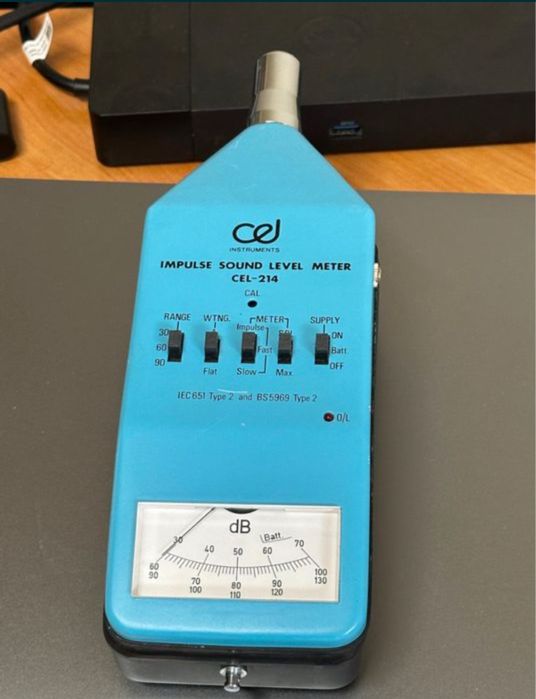 cel
INSTRUMENTS
IMPULSE SOUND LEVEL METER
CEL-214
CAL
RANGE WTNG. METER SUPPLY
Impulse
30 ON
60 Fast Batt.
90 OFF
Flat Slow Max
IEC651 Type 2 and BS5969 Type 2
O/L
dB
Batt.
30 40 50 60 70
60 70 80 90 100
90 100 110 120 130